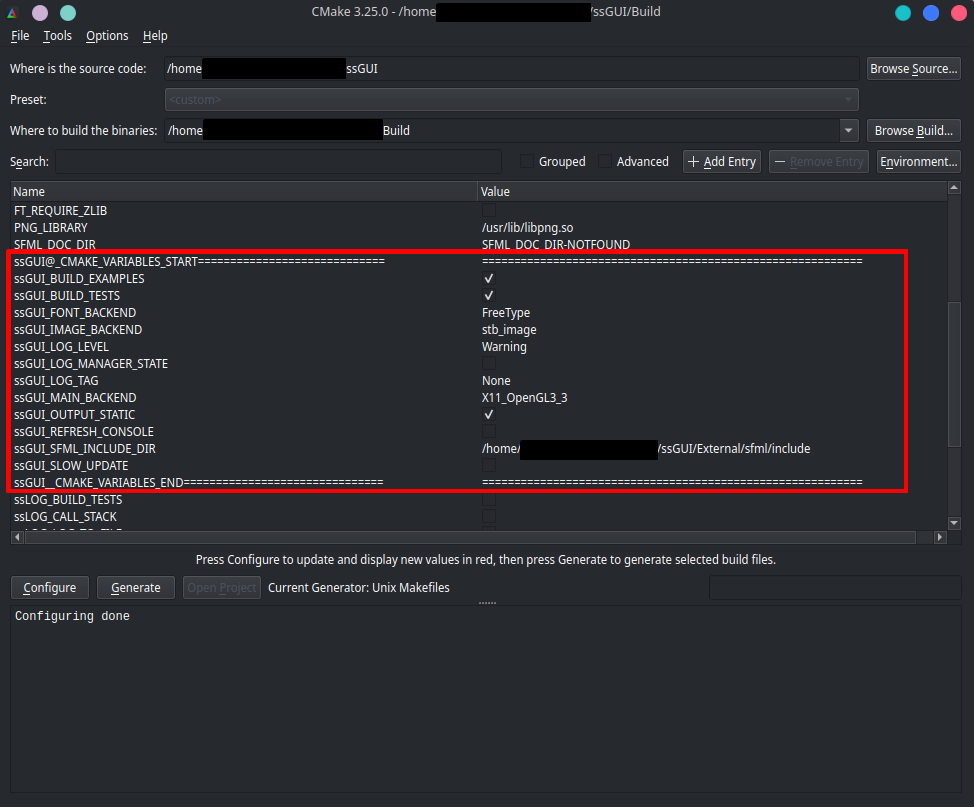 CMake 3.25.0 - /home /ssGUI/Build
File Tools Options Help
Where is the source code: /home ssGUI Browse Source...
Preset: <custom>
Where to build the binaries: /home Build Browse Build...
Search: Grouped Advanced Add Entry Remove Entry Environment...
Name Value
FT_REQUIRE_ZLIB
PNG_LIBRARY /usr/lib/libpng.so
SFML_DOC_DIR SFML_DOC_DIR-NOTFOUND
ssGUI@_CMAKE_VARIABLES_START============================ =========================================================
ssGUI_BUILD_EXAMPLES ✓
ssGUI_BUILD_TESTS ✓
ssGUI_FONT_BACKEND FreeType
ssGUI_IMAGE_BACKEND stb_image
ssGUI_LOG_LEVEL Warning
ssGUI_LOG_MANAGER_STATE
ssGUI_LOG_TAG None
ssGUI_MAIN_BACKEND X11_OpenGL3_3
ssGUI_OUTPUT_STATIC ✓
ssGUI_REFRESH_CONSOLE
ssGUI_SFML_INCLUDE_DIR /home/ /ssGUI/External/sfml/include
ssGUI_SLOW_UPDATE
ssGUI__CMAKE_VARIABLES_END============================== =========================================================
ssLOG_BUILD_TESTS
ssLOG_CALL_STACK
Press Configure to update and display new values in red, then press Generate to generate selected build files.
Configure Generate Open Project Current Generator: Unix Makefiles
Configuring done